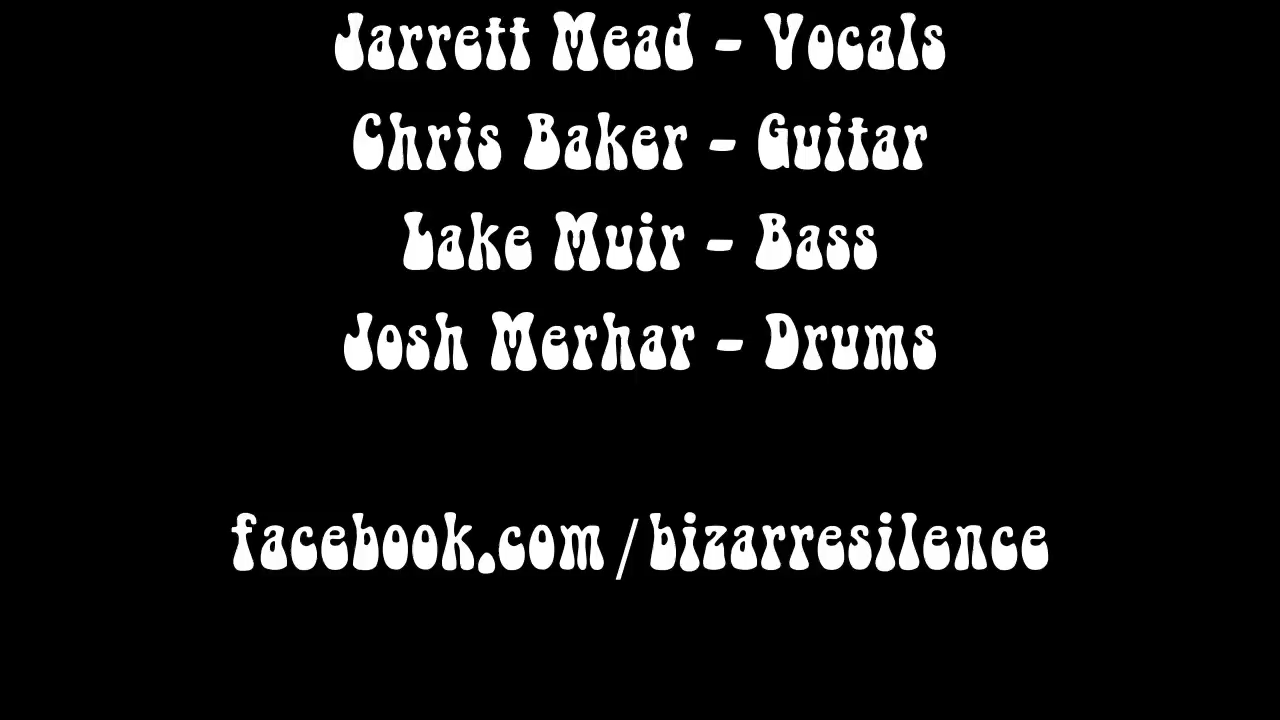 Jarrett Mead - Vocals
Chris Baker - Guitar
Lake Muir - Bass
Josh Merhar - Drums
facebook.com/bizarresilence